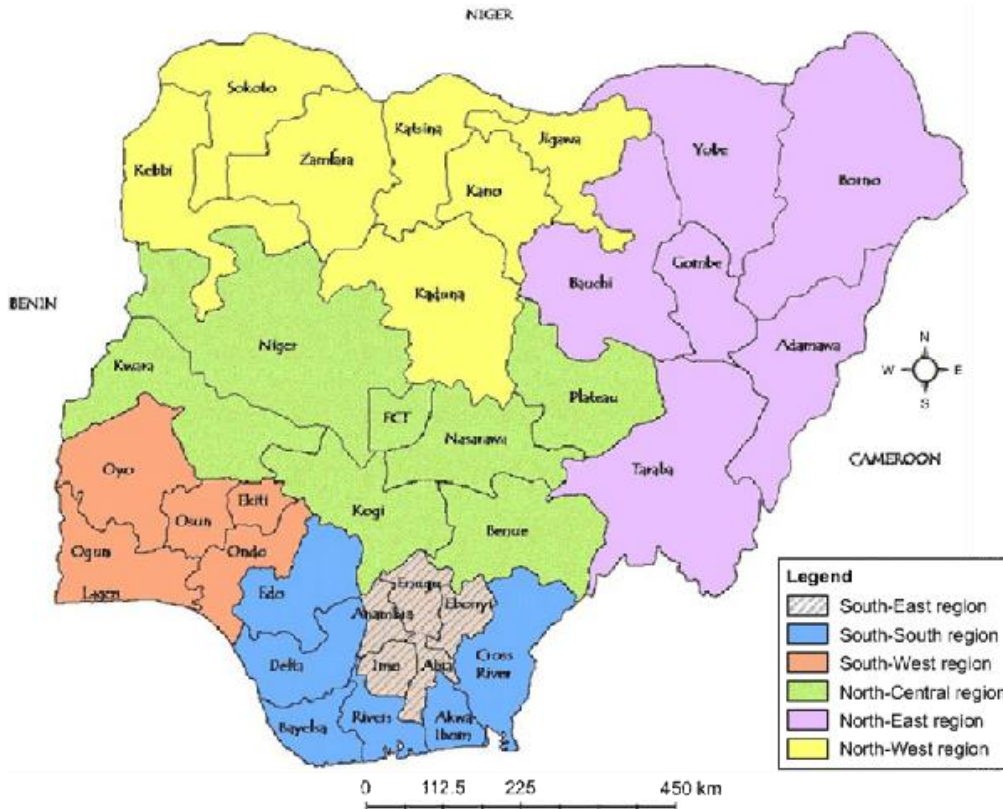 NIGER
Sokoto
Katsina
Jigawa
Yobe
Borno
Kebbi
Zamfara
Kano
Gombe
Bauchi
Kaduna
BENIN
Niger
Adamawa
N
W E
S
Kwara
Plateau
FCT
Nasarawa
CAMEROON
Oyo
Taraba
Ekiti
Osun
Kogi
Benue
Ogun
Ondo
Lagos
Edo
Enugu
Anambra
Ebonyi
Delta
Imo
Abia
Cross
River
Bayelsa
Rivers
Akwa
Ibom
Legend
South-East region
South-South region
South-West region
North-Central region
North-East region
North-West region
0 112.5 225 450 km